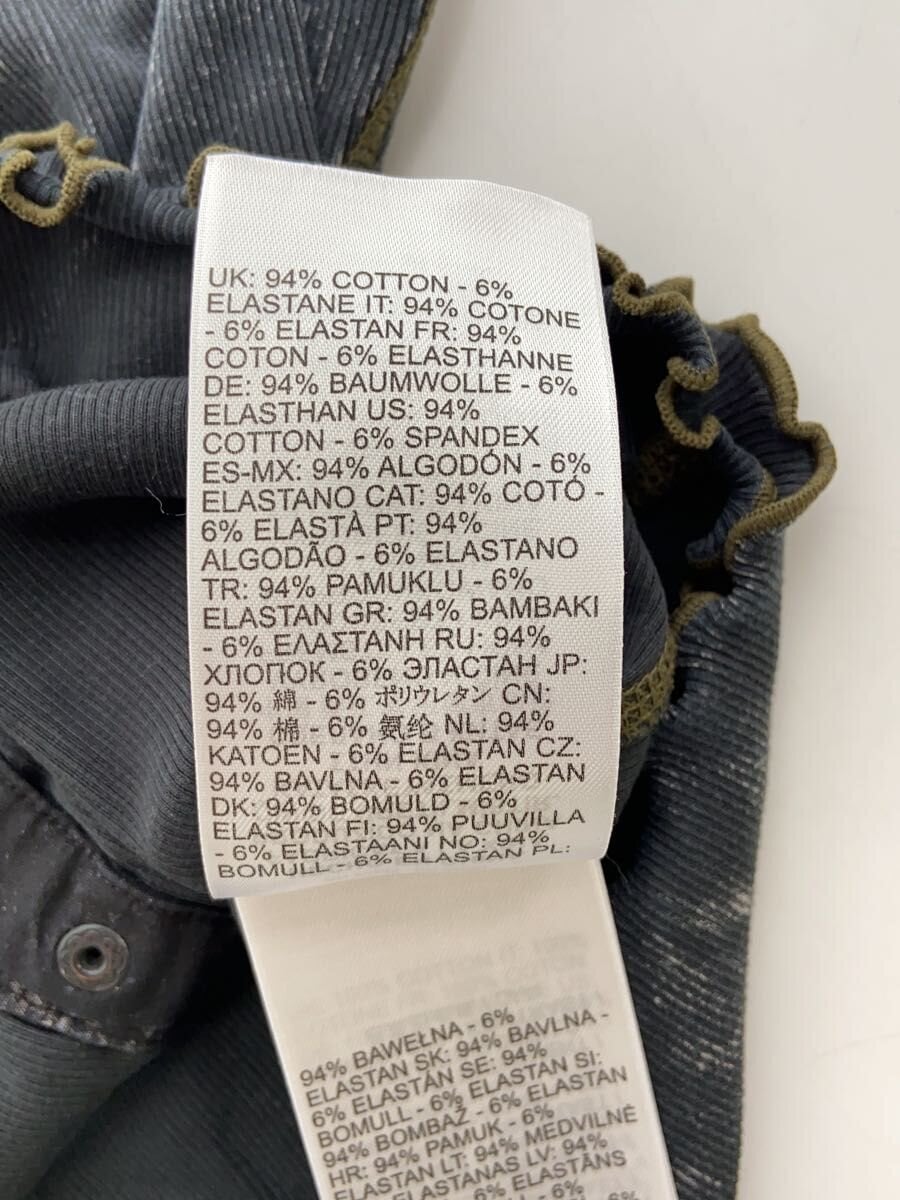 UK: 94% COTTON - 6%
ELASTANE IT: 94% COTONE
- 6% ELASTAN FR: 94%
COTON - 6% ELASTHANNE
DE: 94% BAUMWOLLE - 6%
ELASTHAN US: 94%
COTTON - 6% SPANDEX
ES-MX: 94% ALGODÓN - 6%
ELASTANO CAT: 94% COTÓ -
6% ELASTÀ PT: 94%
ALGODÃO - 6% ELASTANO
TR: 94% PAMUKLU - 6%
ELASTAN GR: 94% BAMBAKI
- 6% ΕΛΑΣΤΑΝΗ RU: 94%
ХЛОПОК - 6% ЭЛАСТАН JP:
94% 綿 - 6% ポリウレタン CN:
94% 棉 - 6% 氨纶 NL: 94%
KATOEN - 6% ELASTAN CZ:
94% BAVLNA - 6% ELASTAN
DK: 94% BOMULD - 6%
ELASTAN FI: 94% PUUVILLA
- 6% ELASTAANI NO: 94%
BOMULL - 6% ELASTAN PL:
94% BAWEŁNA - 6%
ELASTAN SK: 94% BAVLNA -
6% ELASTÁN SE: 94%
BOMULL - 6% ELASTAN SI:
94% BOMBAŽ - 6% ELASTAN
HR: 94% PAMUK - 6%
ELASTAN LT: 94% MEDVILNĖ
ELASTANAS LV: 94%
6% ELASTĀNS